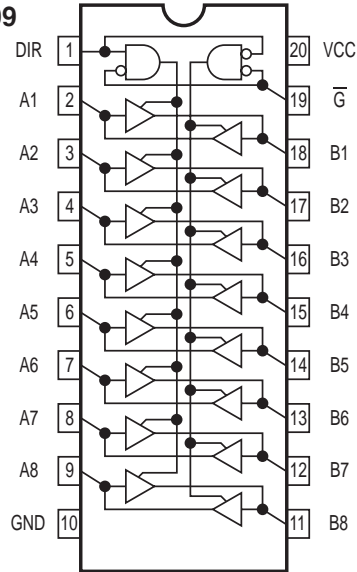 DIR 1 20 VCC
A1 2 19 G̅
A2 3 18 B1
A3 4 17 B2
A4 5 16 B3
A5 6 15 B4
A6 7 14 B5
A7 8 13 B6
A8 9 12 B7
GND 10 11 B8